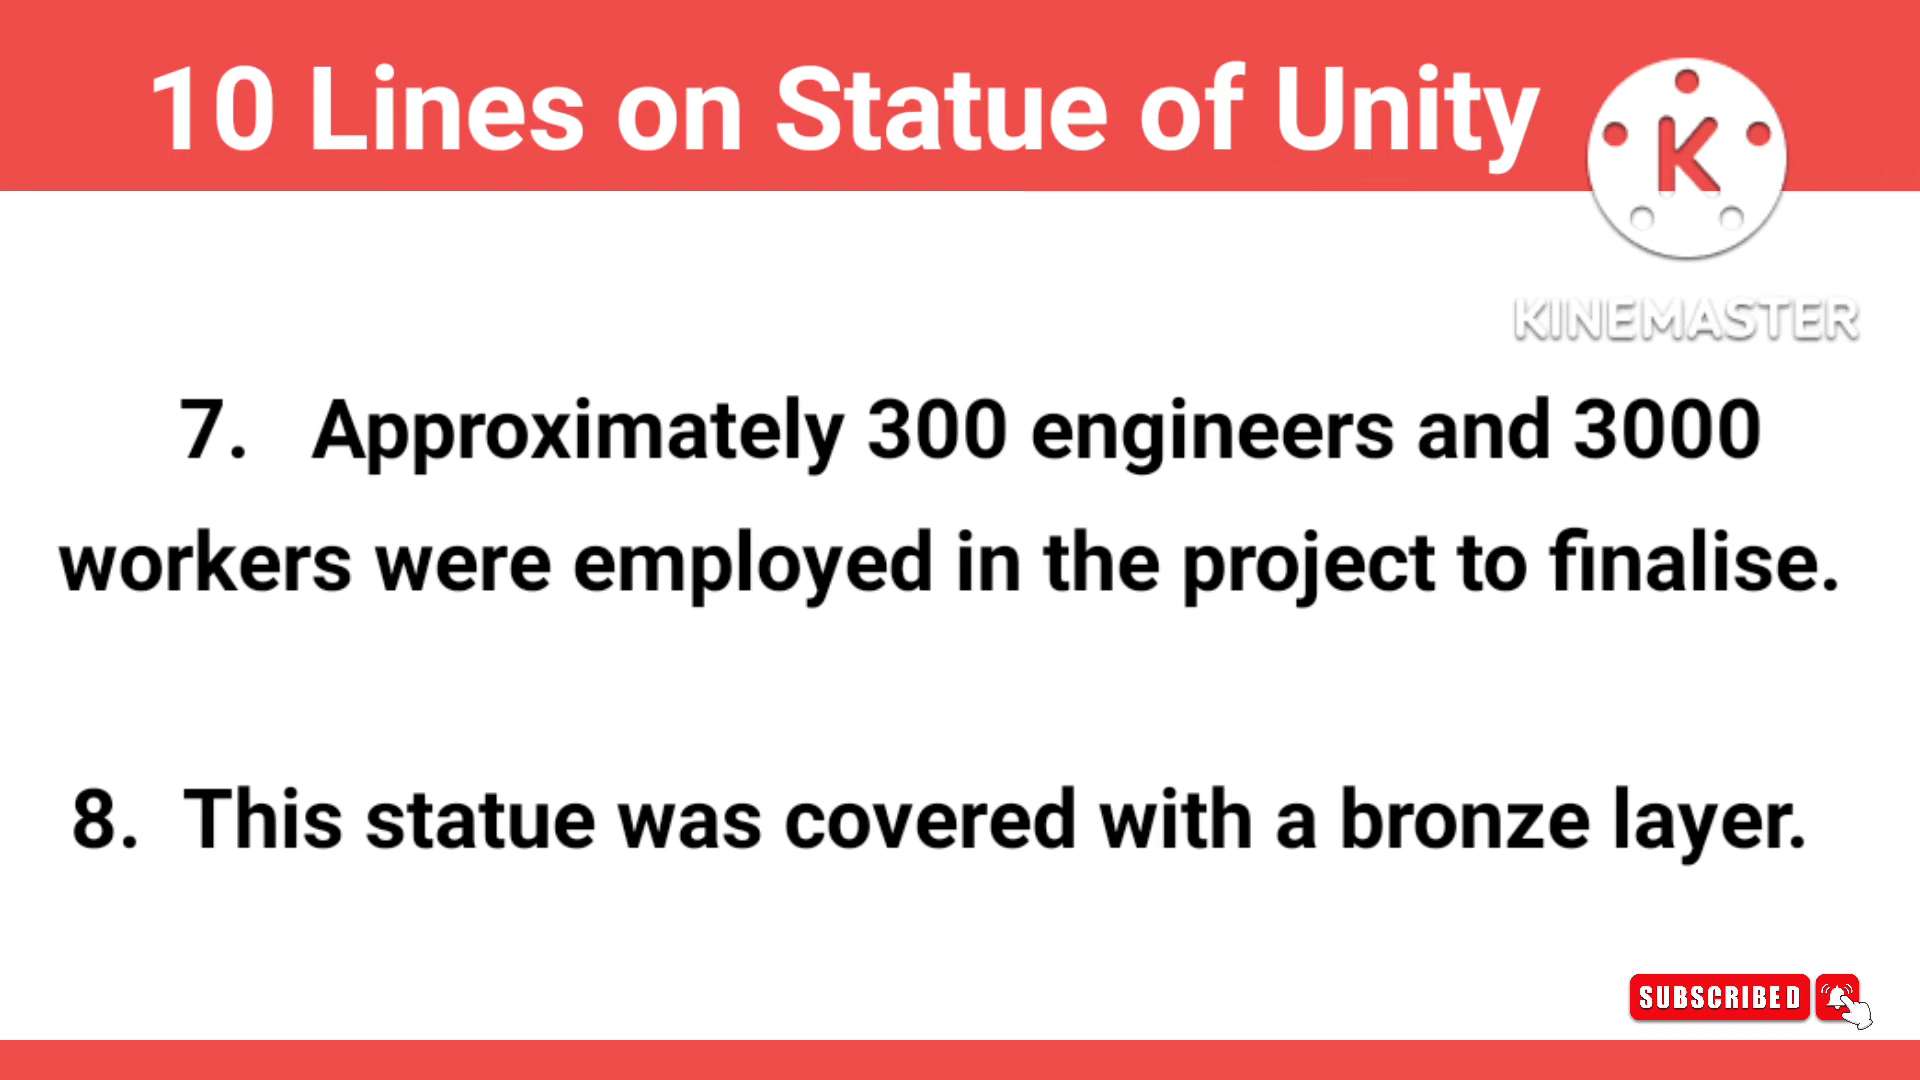 10 Lines on Statue of Unity
K
KINEMASTER
7. Approximately 300 engineers and 3000
workers were employed in the project to finalise.
8. This statue was covered with a bronze layer.
SUBSCRIBED